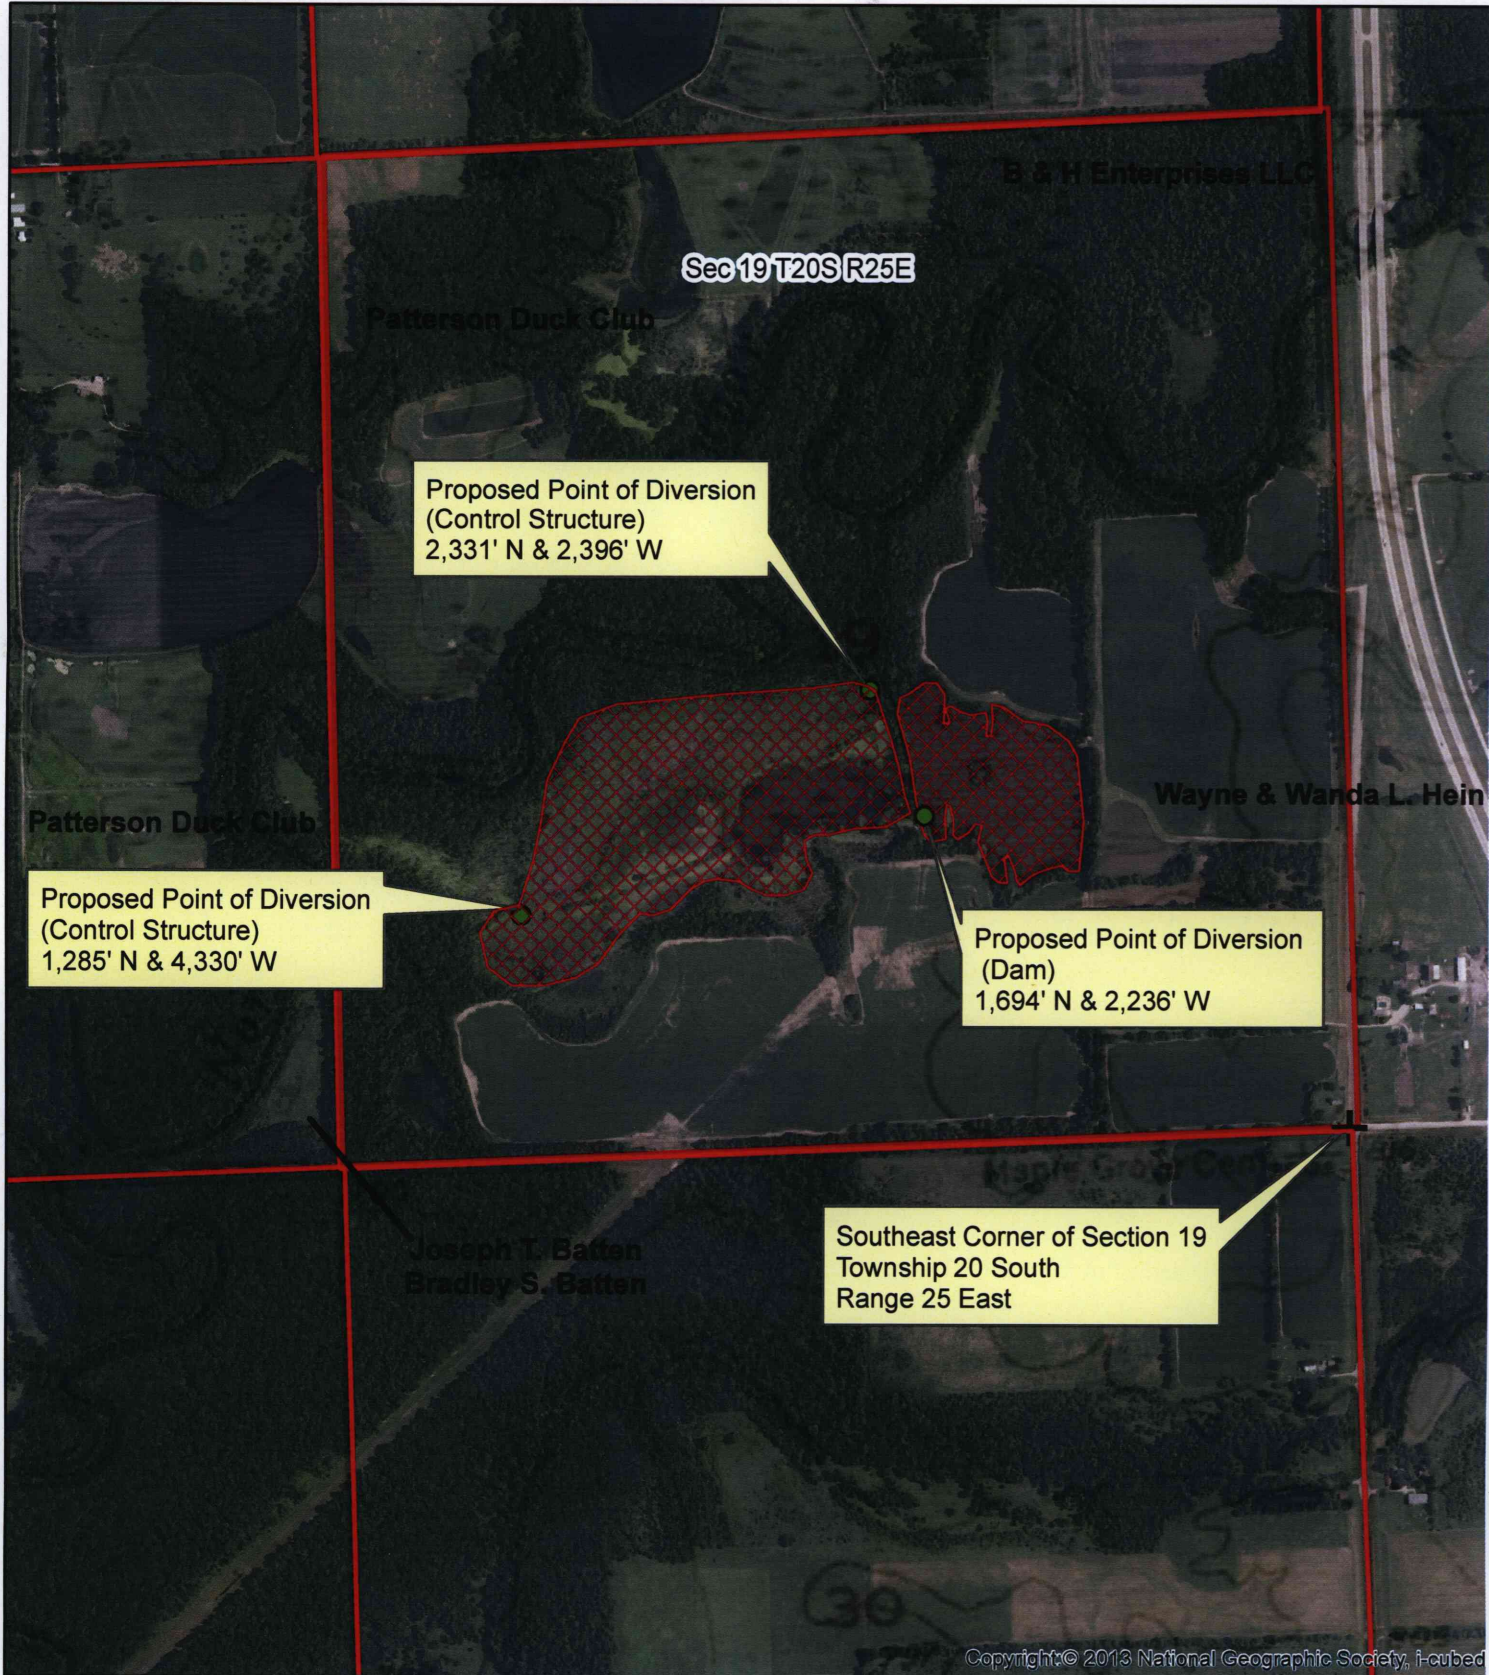 B & H Enterprises LLC
Sec 19 T20S R25E
Patterson Duck Club
Proposed Point of Diversion
(Control Structure)
2,331' N & 2,396' W
Wayne & Wanda L. Hein
Patterson Duck Club
Proposed Point of Diversion
(Control Structure)
1,285' N & 4,330' W
Proposed Point of Diversion
(Dam)
1,694' N & 2,236' W
Maple Grove Cem
Joseph T. Batten
Bradley S. Batten
Southeast Corner of Section 19
Township 20 South
Range 25 East
30
Copyright:© 2013 National Geographic Society, i-cubed